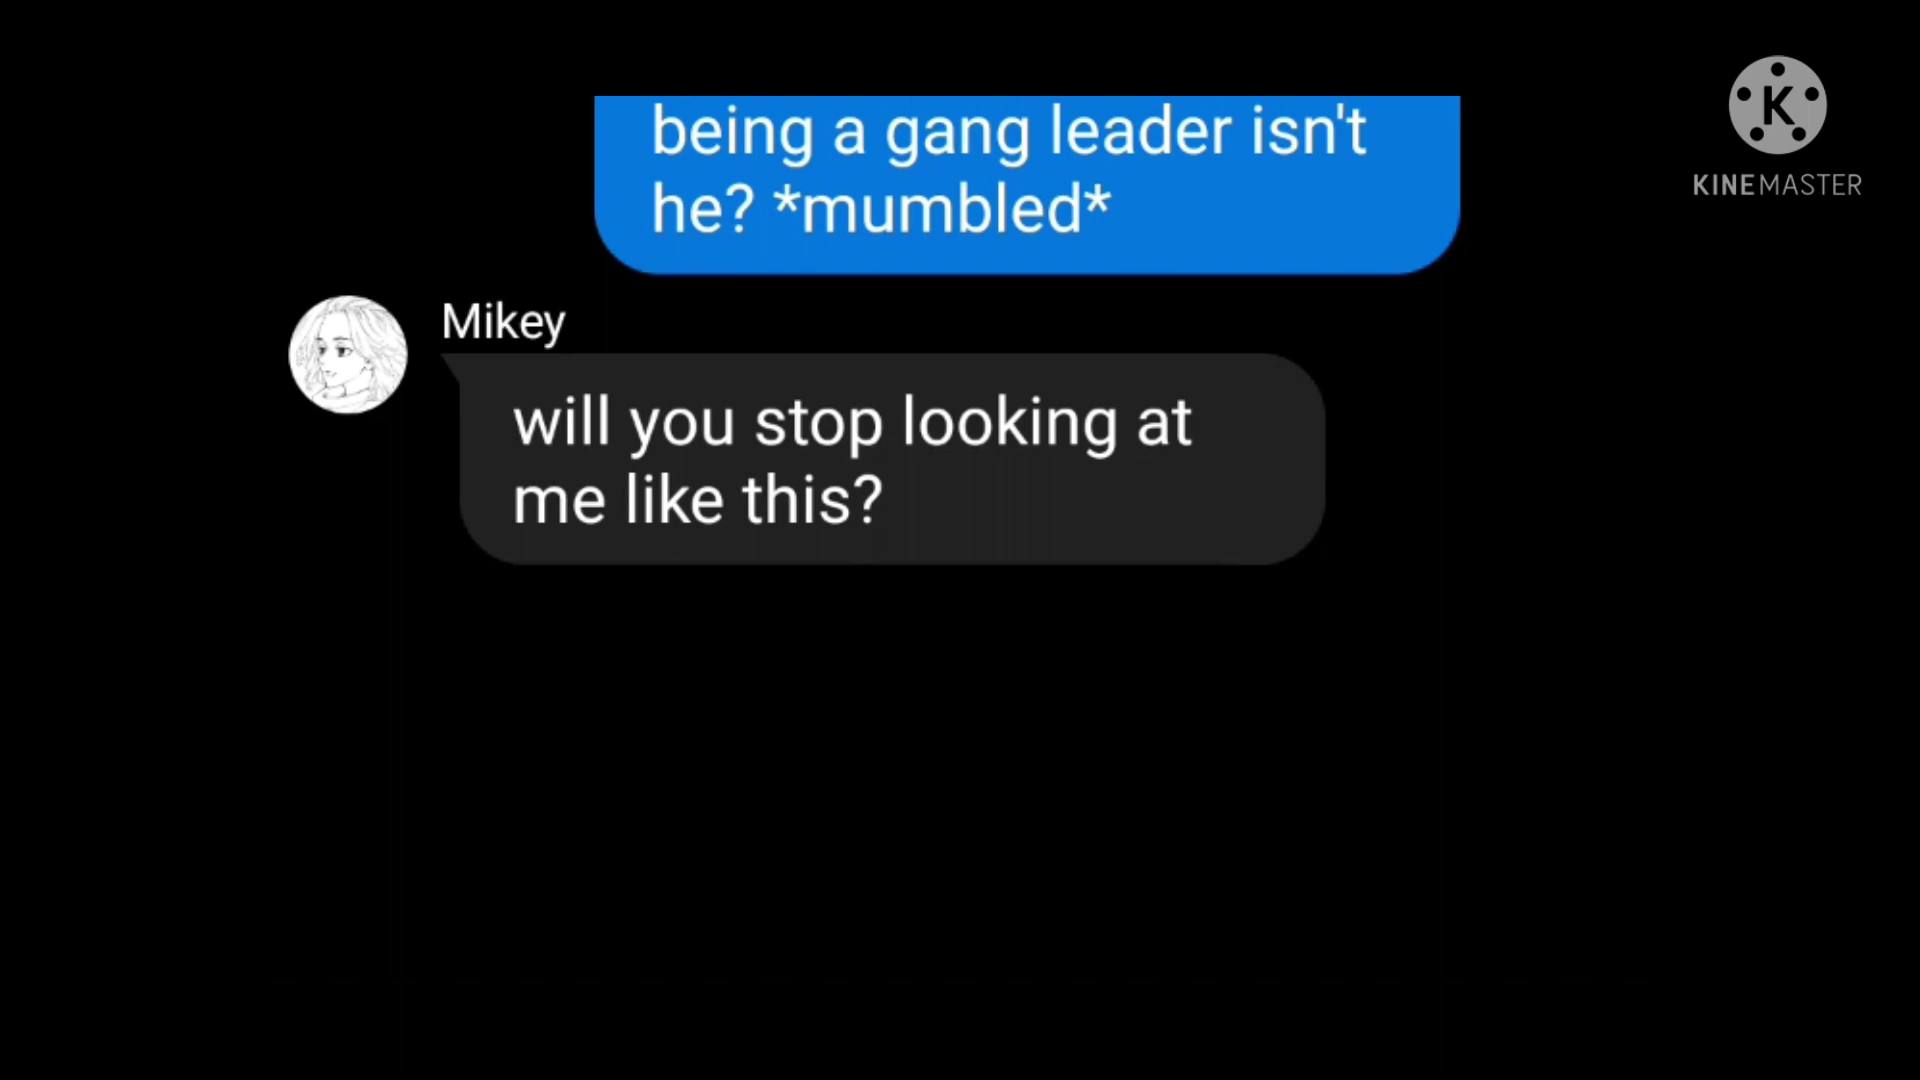 being a gang leader isn't
he? *mumbled*
Mikey
will you stop looking at
me like this?
K
KINEMASTER